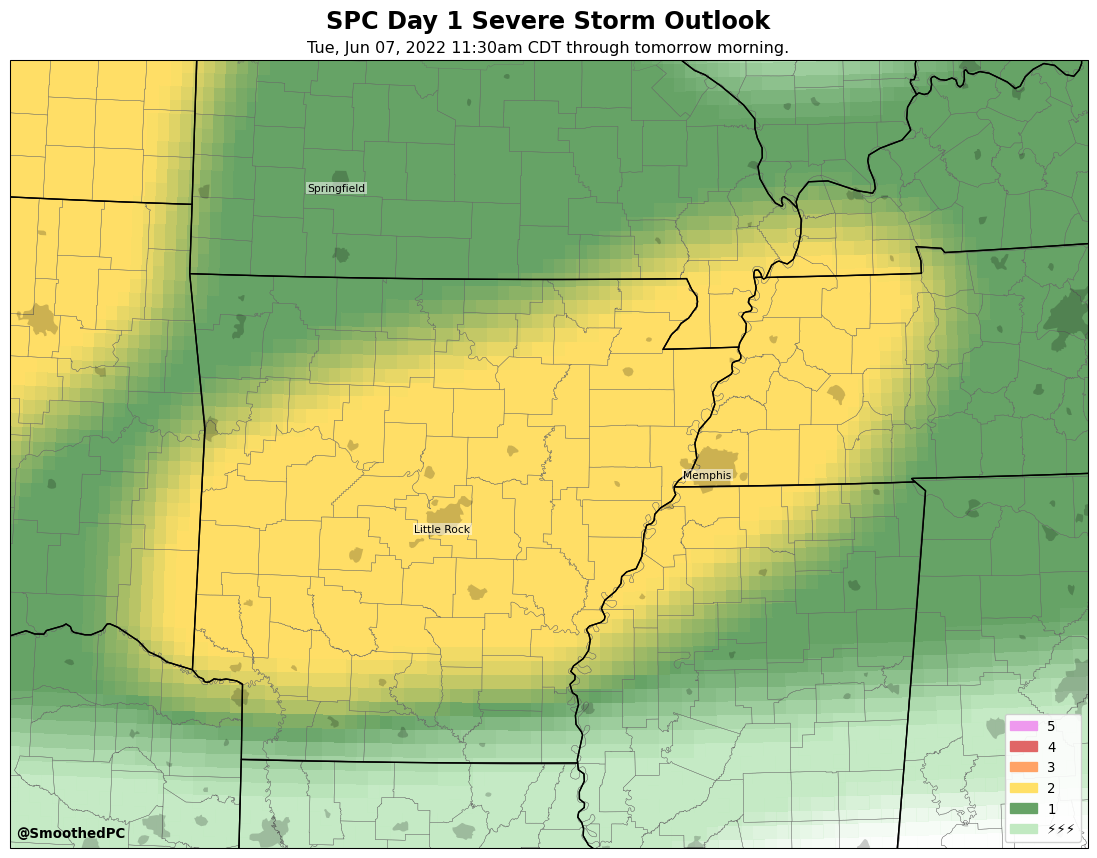 SPC Day 1 Severe Storm Outlook
Tue, Jun 07, 2022 11:30am CDT through tomorrow morning.
Springfield
Memphis
Little Rock
5
4
3
2
1
⚡⚡⚡
@SmoothedPC